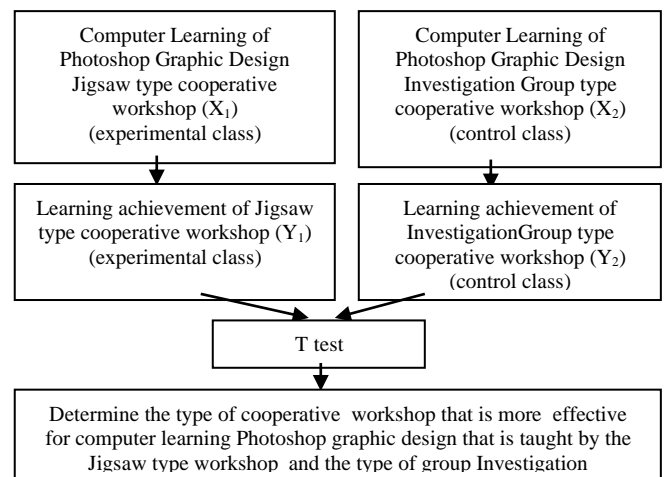 Computer Learning of
Photoshop Graphic Design
Jigsaw type cooperative
workshop (X₁)
(experimental class)
Computer Learning of
Photoshop Graphic Design
Investigation Group type
cooperative workshop (X₂)
(control class)
Learning achievement of Jigsaw
type cooperative workshop (Y₁)
(experimental class)
Learning achievement of
InvestigationGroup type
cooperative workshop (Y₂)
(control class)
T test
Determine the type of cooperative workshop that is more effective
for computer learning Photoshop graphic design that is taught by the
Jigsaw type workshop and the type of group Investigation